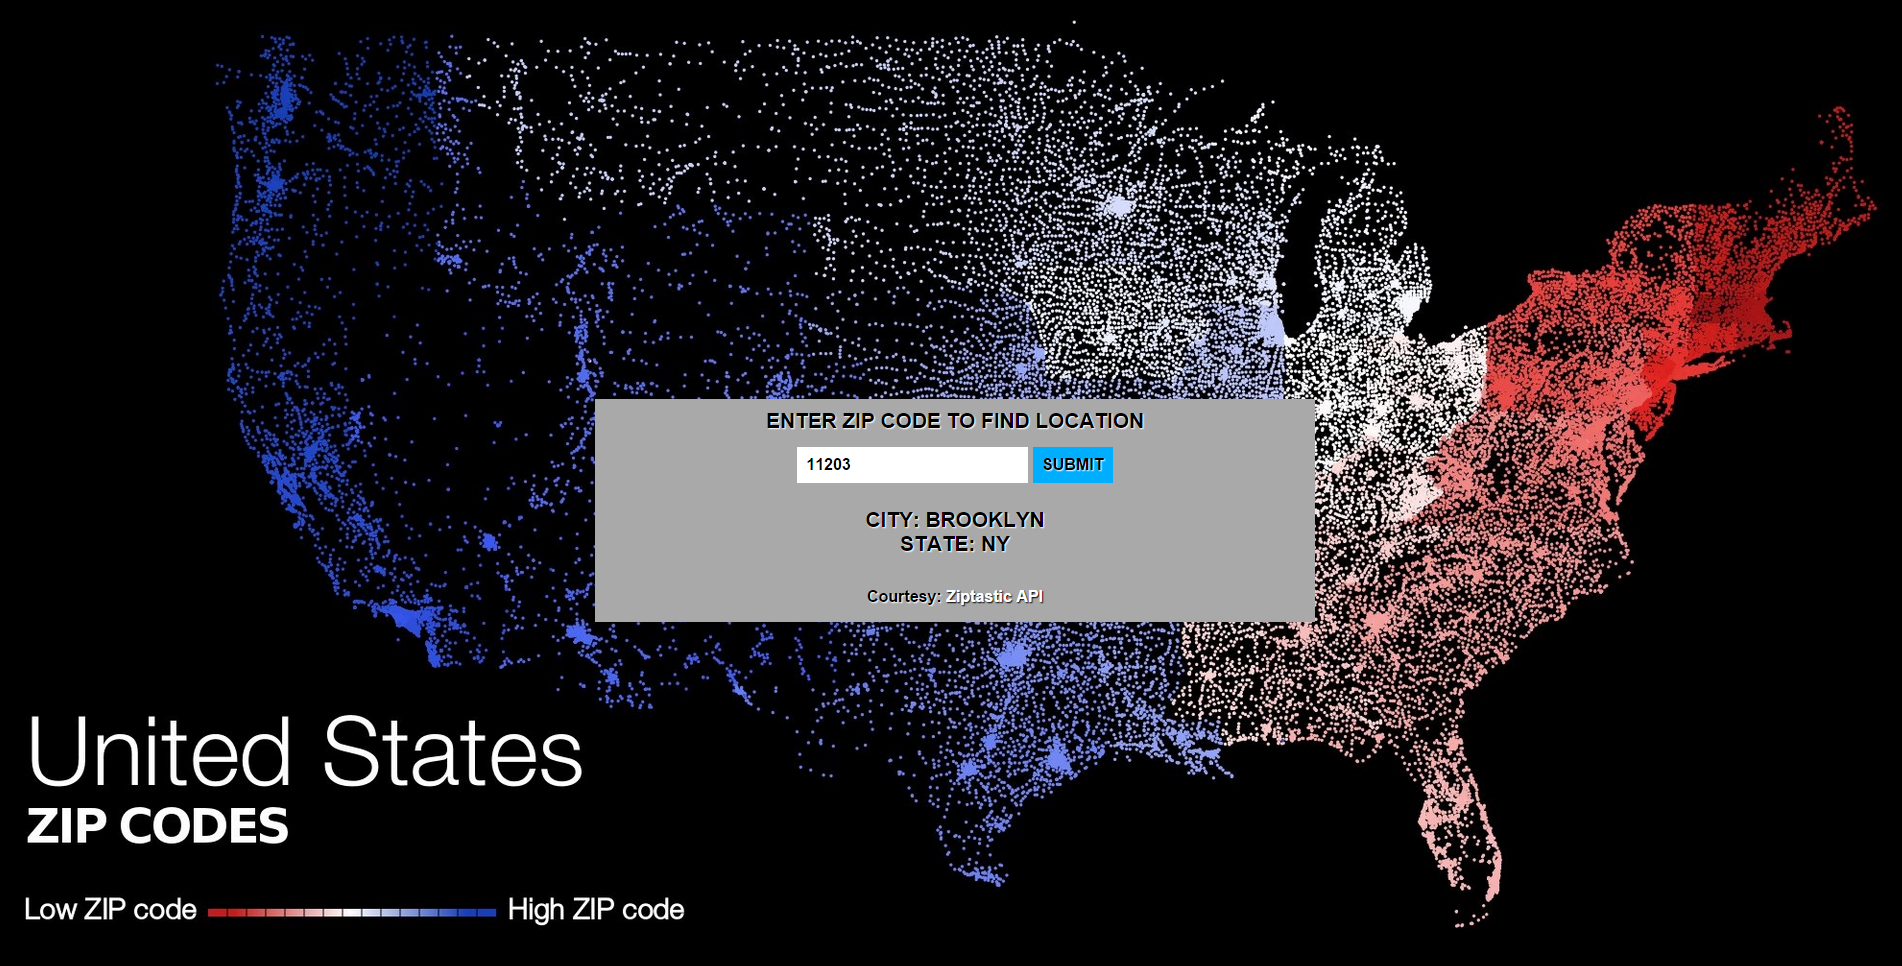 ENTER ZIP CODE TO FIND LOCATION
11203 SUBMIT
CITY: BROOKLYN
STATE: NY
Courtesy: Ziptastic API
United States
ZIP CODES
Low ZIP code High ZIP code